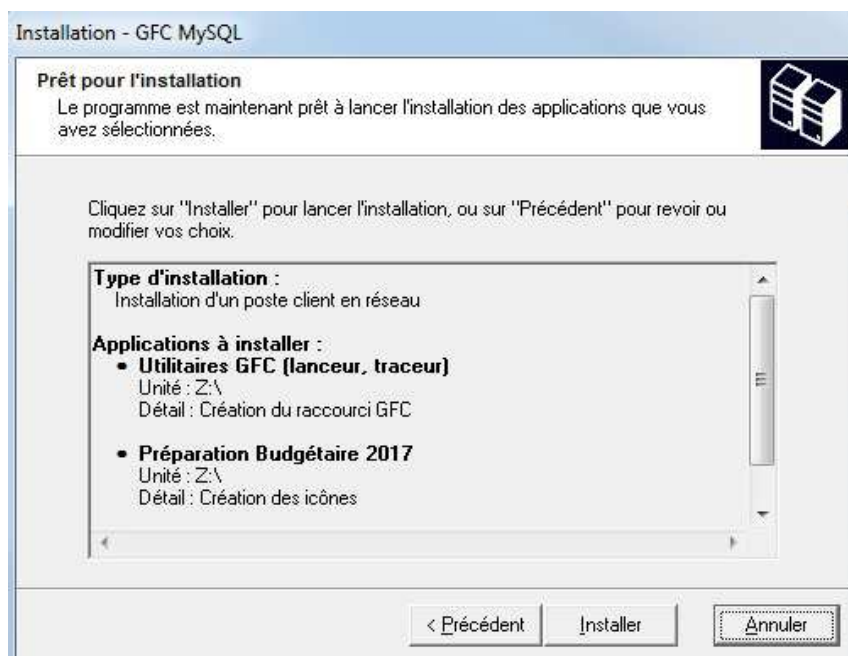 Installation - GFC MySQL
Prêt pour l'installation
Le programme est maintenant prêt à lancer l'installation des applications que vous
avez sélectionnées.
Cliquez sur "Installer" pour lancer l'installation, ou sur "Précédent" pour revoir ou
modifier vos choix.
Type d'installation :
Installation d'un poste client en réseau
Applications à installer :
• Utilitaires GFC (lanceur, traceur)
Unité : Z:\
Détail : Création du raccourci GFC
• Préparation Budgétaire 2017
Unité : Z:\
Détail : Création des icônes
< Précédent
Installer
Annuler